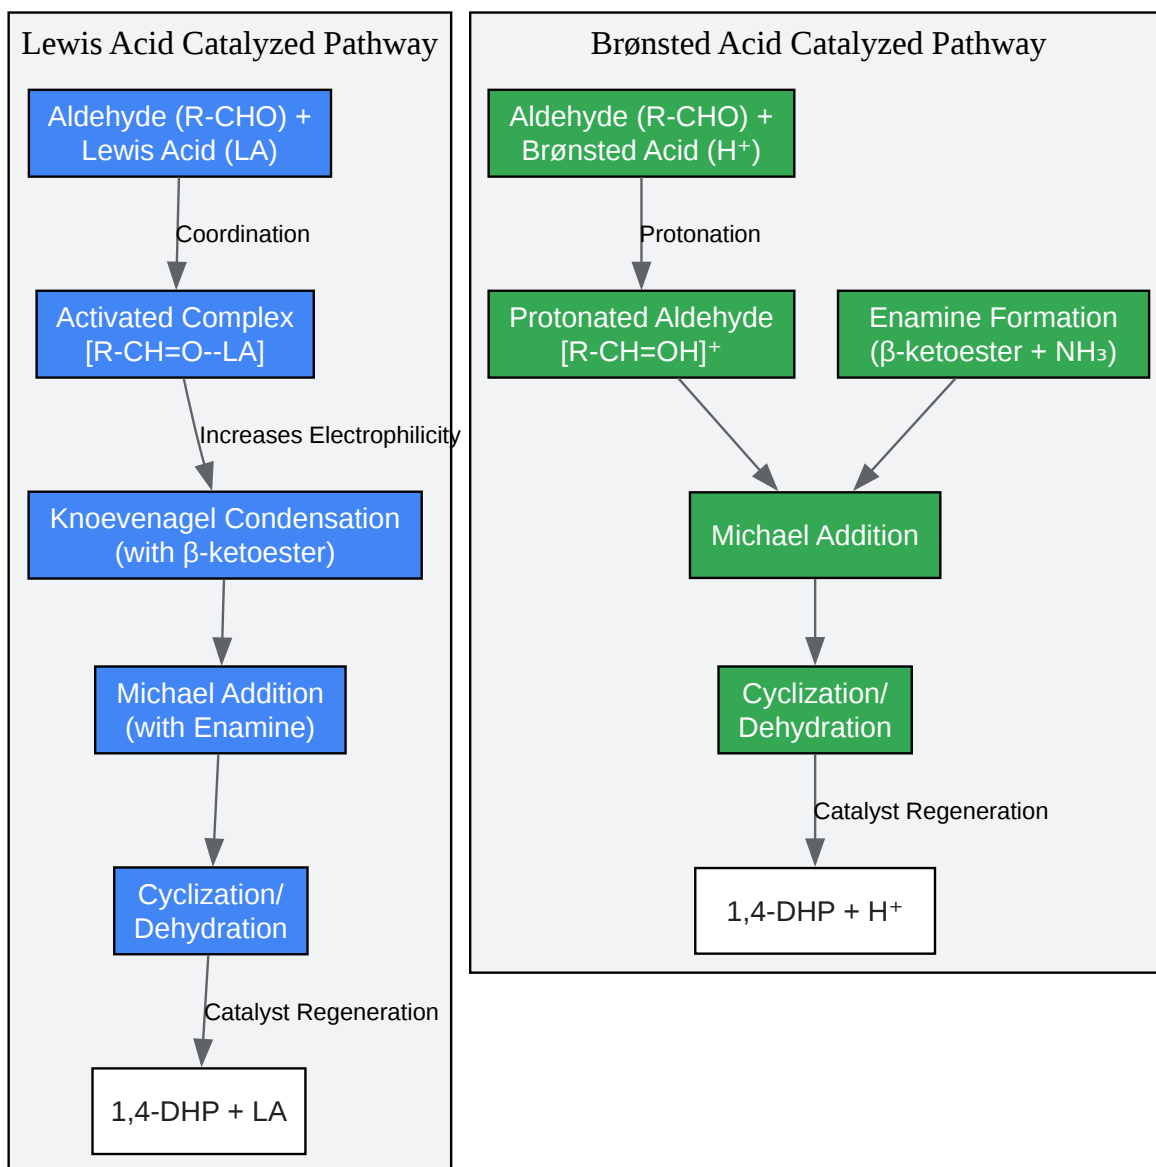 Lewis Acid Catalyzed Pathway
Aldehyde (R-CHO) +
Lewis Acid (LA)
Coordination
Activated Complex
[R-CH=O--LA]
Increases Electrophilicity
Knoevenagel Condensation
(with β-ketoester)
Michael Addition
(with Enamine)
Cyclization/
Dehydration
Catalyst Regeneration
1,4-DHP + LA
Brønsted Acid Catalyzed Pathway
Aldehyde (R-CHO) +
Brønsted Acid (H⁺)
Protonation
Protonated Aldehyde
[R-CH=OH]⁺
Enamine Formation
(β-ketoester + NH₃)
Michael Addition
Cyclization/
Dehydration
Catalyst Regeneration
1,4-DHP + H⁺